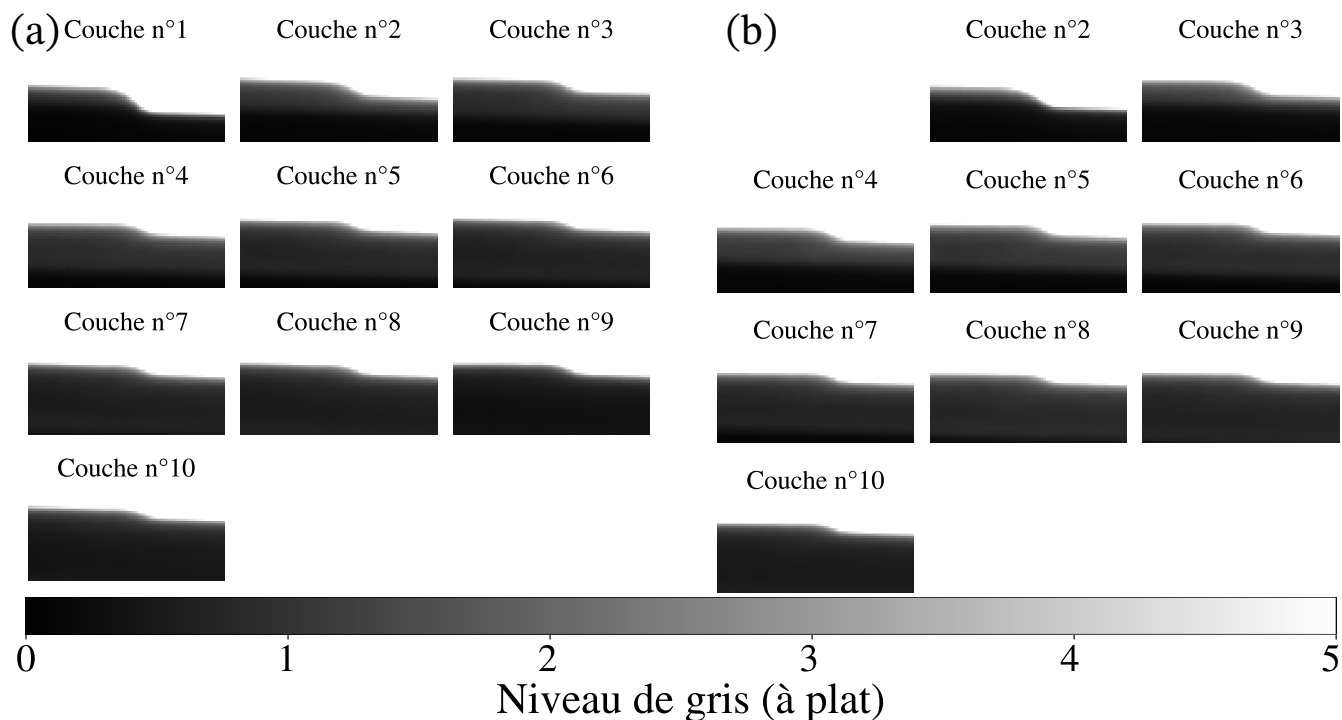 (a) Couche n°1 Couche n°2 Couche n°3
Couche n°4 Couche n°5 Couche n°6
Couche n°7 Couche n°8 Couche n°9
Couche n°10
(b) Couche n°2 Couche n°3
Couche n°4 Couche n°5 Couche n°6
Couche n°7 Couche n°8 Couche n°9
Couche n°10
0 1 2 3 4 5
Niveau de gris (à plat)